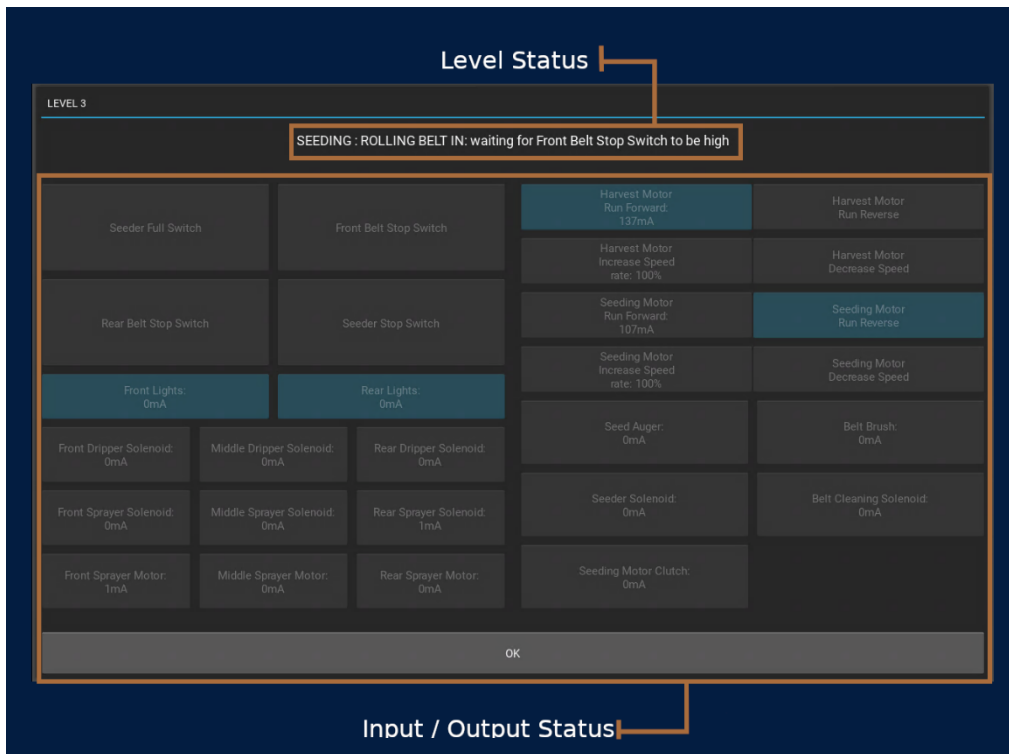 Level Status
LEVEL 3
SEEDING : ROLLING BELT IN: waiting for Front Belt Stop Switch to be high
Seeder Full Switch
Front Belt Stop Switch
Rear Belt Stop Switch
Seeder Stop Switch
Front Lights:
0mA
Rear Lights:
0mA
Front Dripper Solenoid:
0mA
Middle Dripper Solenoid:
0mA
Rear Dripper Solenoid:
0mA
Front Sprayer Solenoid:
0mA
Middle Sprayer Solenoid:
0mA
Rear Sprayer Solenoid:
1mA
Front Sprayer Motor:
1mA
Middle Sprayer Motor:
0mA
Rear Sprayer Motor:
0mA
Harvest Motor
Run Forward:
137mA
Harvest Motor
Run Reverse
Harvest Motor
Increase Speed
rate: 100%
Harvest Motor
Decrease Speed
Seeding Motor
Run Forward:
107mA
Seeding Motor
Run Reverse
Seeding Motor
Increase Speed
rate: 100%
Seeding Motor
Decrease Speed
Seed Auger:
0mA
Belt Brush:
0mA
Seeder Solenoid:
0mA
Belt Cleaning Solenoid:
0mA
Seeding Motor Clutch:
0mA
OK
Input / Output Status